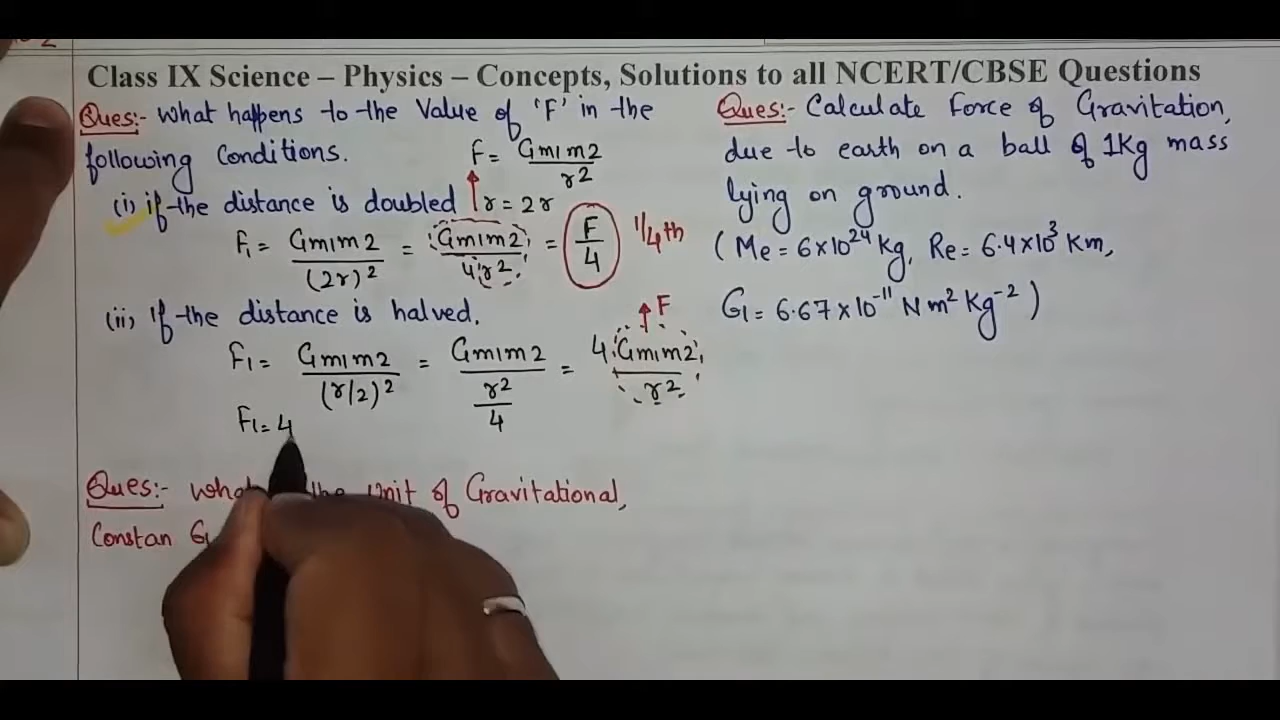 Class IX Science – Physics – Concepts, Solutions to all NCERT/CBSE Questions
Ques:- What happens to the Value of 'F' in the
following Conditions.
F = Gm1m2 / r2
(i) if the distance is doubled r = 2r
F1 = Gm1m2 / (2r)2 = Gm1m2 / 4r2 = F/4 1/4th
(ii) If the distance is halved.
F
F1 = Gm1m2 / (r/2)2 = Gm1m2 / r2/4 = 4 Gm1m2 / r2
F1 = 4
Ques:- What the Unit of Gravitational,
Constan G
Ques:- Calculate Force of Gravitation,
due to earth on a ball of 1Kg mass
lying on ground.
(Me = 6×10^24 Kg, Re = 6.4×10^3 Km,
G = 6.67×10^-11 N m^2 Kg^-2)